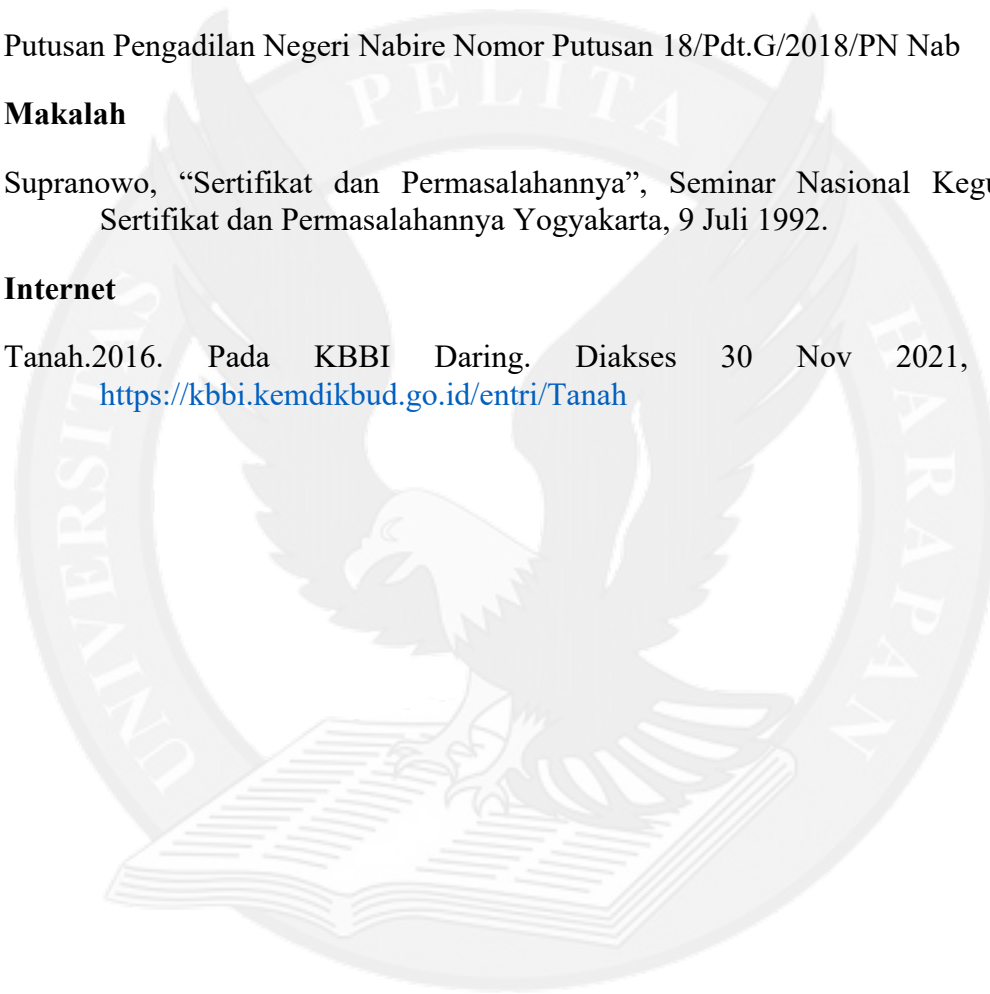 Putusan Pengadilan Negeri Nabire Nomor Putusan 18/Pdt.G/2018/PN Nab
Makalah
Supranowo, “Sertifikat dan Permasalahannya”, Seminar Nasional
Sertifikat dan Permasalahannya Yogyakarta, 9 Juli 1992.
Internet
Tanah.2016. Pada KBBI Daring. Diakses 30 Nov 2021,
https://kbbi.kemdikbud.go.id/entri/Tanah
UNIVERSITAS PELITA HARAPAN